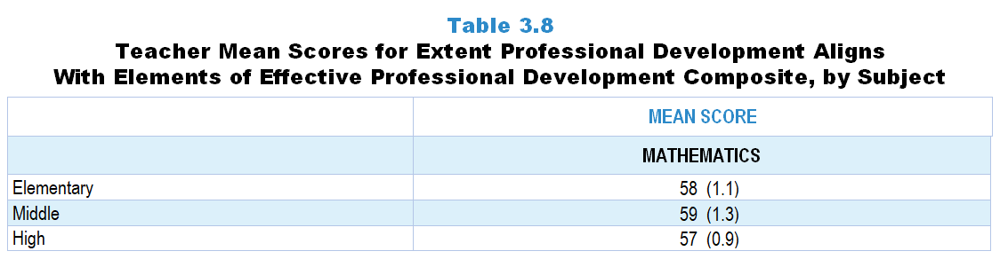 Table 3.8
Teacher Mean Scores for Extent Professional Development Aligns
With Elements of Effective Professional Development Composite, by Subject
MEAN SCORE
MATHEMATICS
Elementary 58 (1.1)
Middle 59 (1.3)
High 57 (0.9)